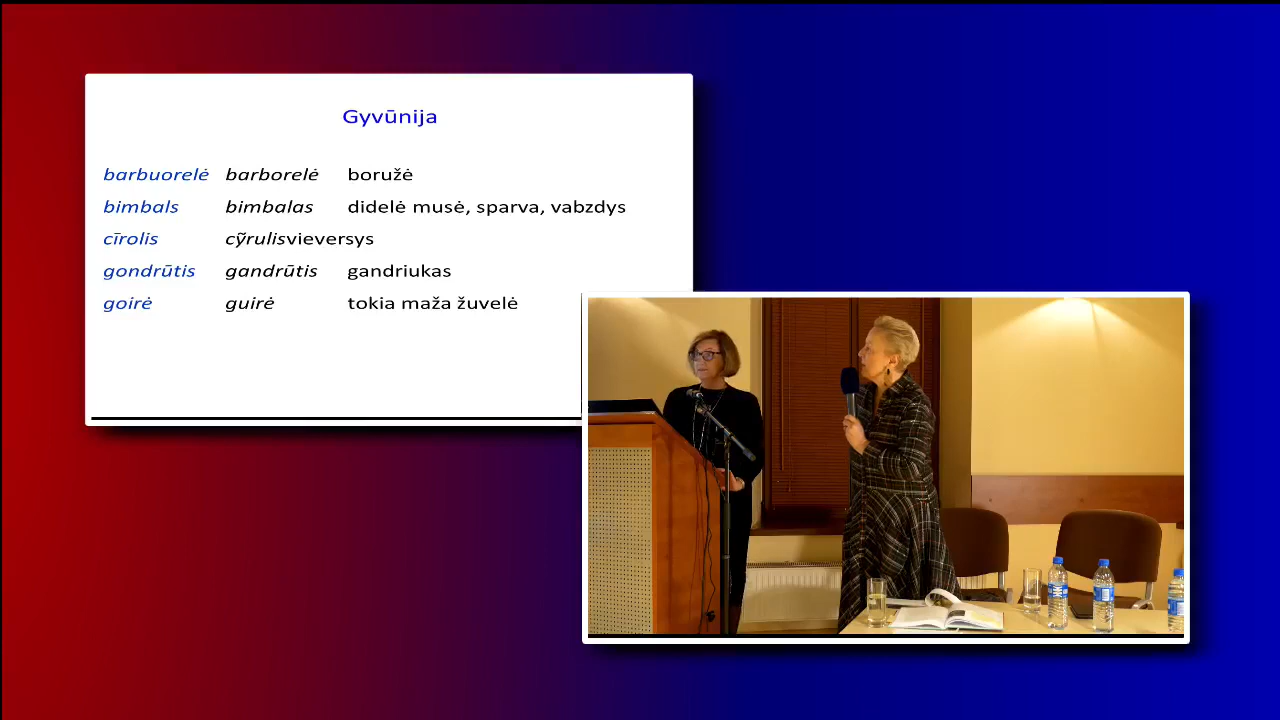 Gyvūnija
barbuorelė barborelė boružė
bimbals bimbalas didelė musė, sparva, vabzdys
cīrolis cỹrulisvieversys
gondrūtis gandrūtis gandriukas
goirė guirė tokia maža žuvelė